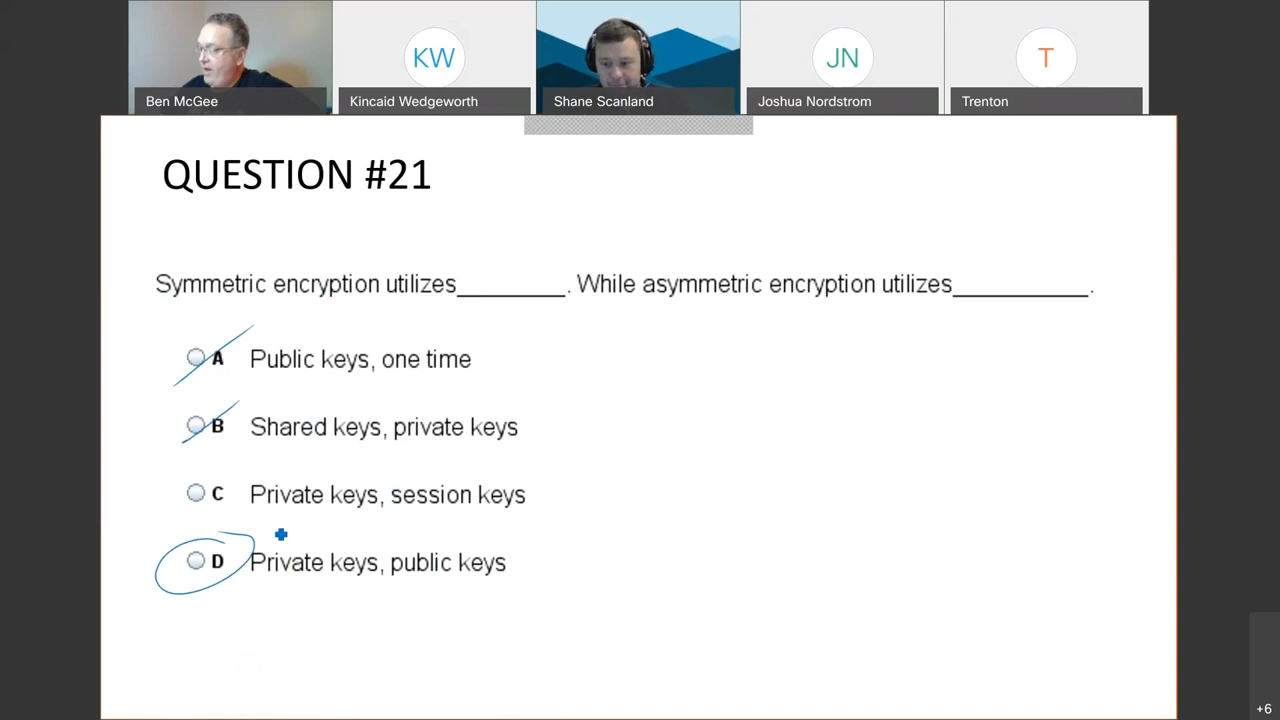 KW
JN
T
Ben McGee
Kincaid Wedgeworth
Shane Scanland
Joshua Nordstrom
Trenton
QUESTION #21
Symmetric encryption utilizes________. While asymmetric encryption utilizes___________.
A Public keys, one time
B Shared keys, private keys
C Private keys, session keys
D Private keys, public keys
+6